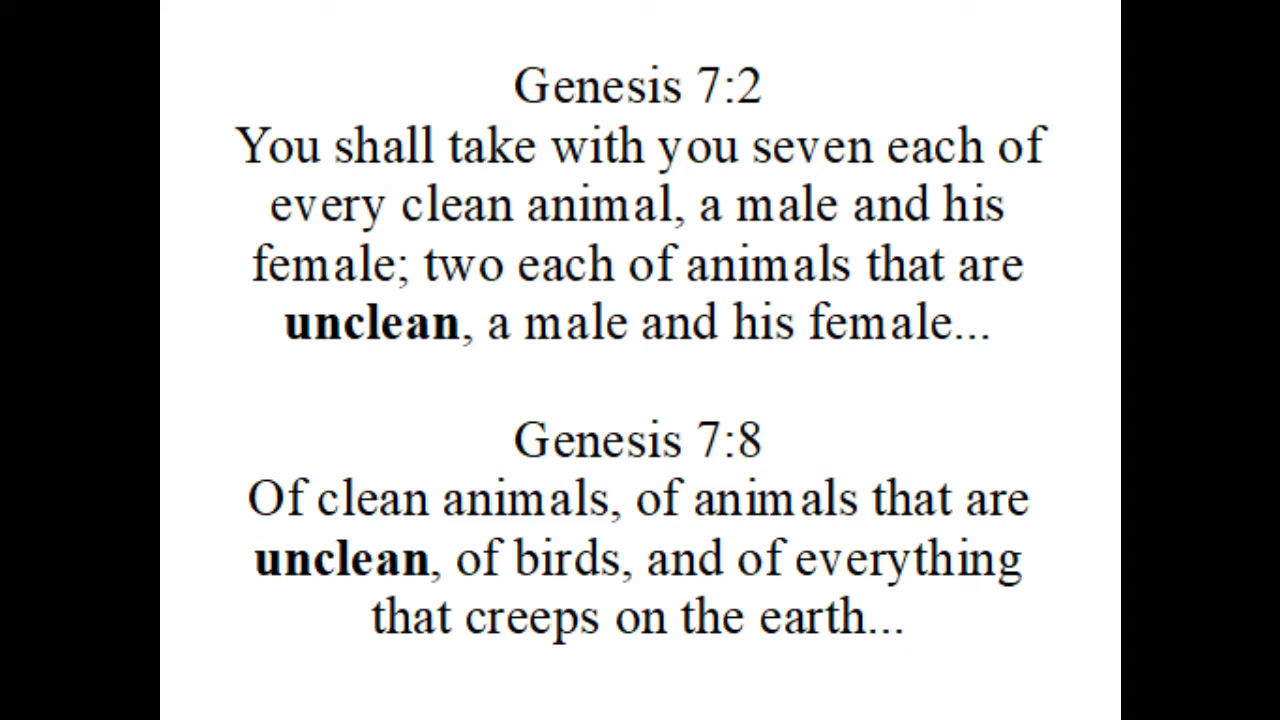 Genesis 7:2
You shall take with you seven each of
every clean animal, a male and his
female; two each of animals that are
unclean, a male and his female...
Genesis 7:8
Of clean animals, of animals that are
unclean, of birds, and of everything
that creeps on the earth...